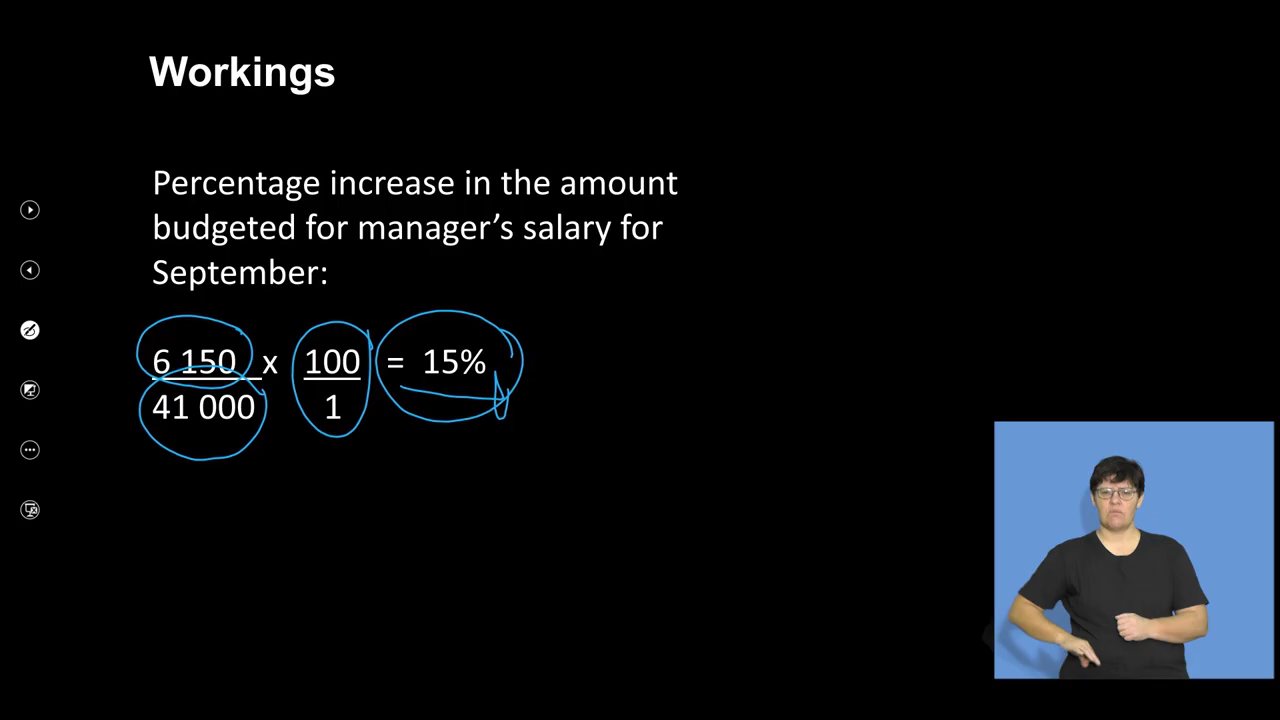 Workings
Percentage increase in the amount
budgeted for manager's salary for
September:
6 150 x 100 = 15%
41 000 1